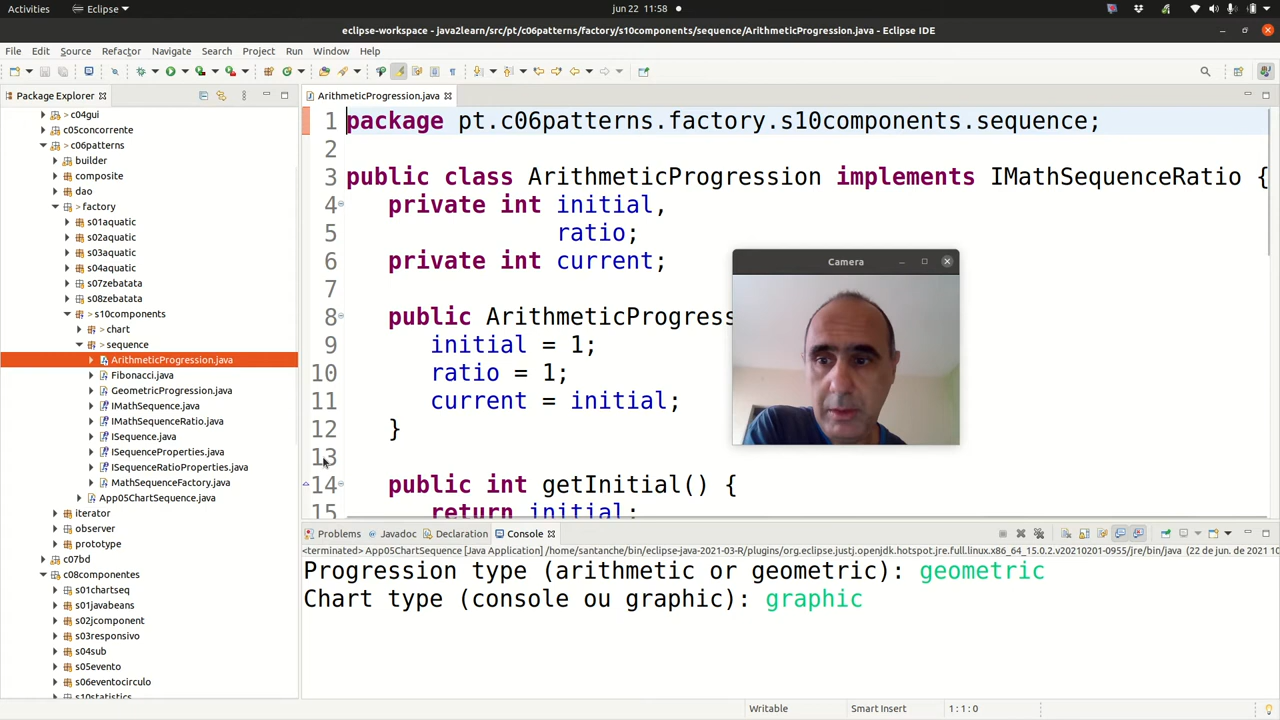 Activities Eclipse jun 22 11:58
eclipse-workspace - java2learn/src/pt/c06patterns/factory/s10components/sequence/ArithmeticProgression.java - Eclipse IDE
File Edit Source Refactor Navigate Search Project Run Window Help
Package Explorer
c04gui
c05concorrente
c06patterns
builder
composite
dao
> factory
s01aquatic
s02aquatic
s03aquatic
s04aquatic
s07zebatata
s08zebatata
> s10components
> chart
> sequence
ArithmeticProgression.java
Fibonacci.java
GeometricProgression.java
IMathSequence.java
IMathSequenceRatio.java
ISequence.java
ISequenceProperties.java
ISequenceRatioProperties.java
MathSequenceFactory.java
App05ChartSequence.java
iterator
observer
prototype
c07bd
c08componentes
s01chartseq
s01javabeans
s02jcomponent
s03responsivo
s04sub
s05evento
s06eventocirculo
s10statistics
ArithmeticProgression.java
1 package pt.c06patterns.factory.s10components.sequence;
2
3 public class ArithmeticProgression implements IMathSequenceRatio {
4 private int initial,
5 ratio;
6 private int current;
7
8 public ArithmeticProgress
9 initial = 1;
10 ratio = 1;
11 current = initial;
12 }
13
14 public int getInitial() {
15 return initial;
Camera
Problems Javadoc Declaration Console
<terminated> App05ChartSequence [Java Application] /home/santanche/bin/eclipse-java-2021-03-R/plugins/org.eclipse.justj.openjdk.hotspot.jre.full.linux.x86_64_15.0.2.v20210201-0955/jre/bin/java (22 de jun. de 2021 10
Progression type (arithmetic or geometric): geometric
Chart type (console ou graphic): graphic
Writable Smart Insert 1 : 1 : 0